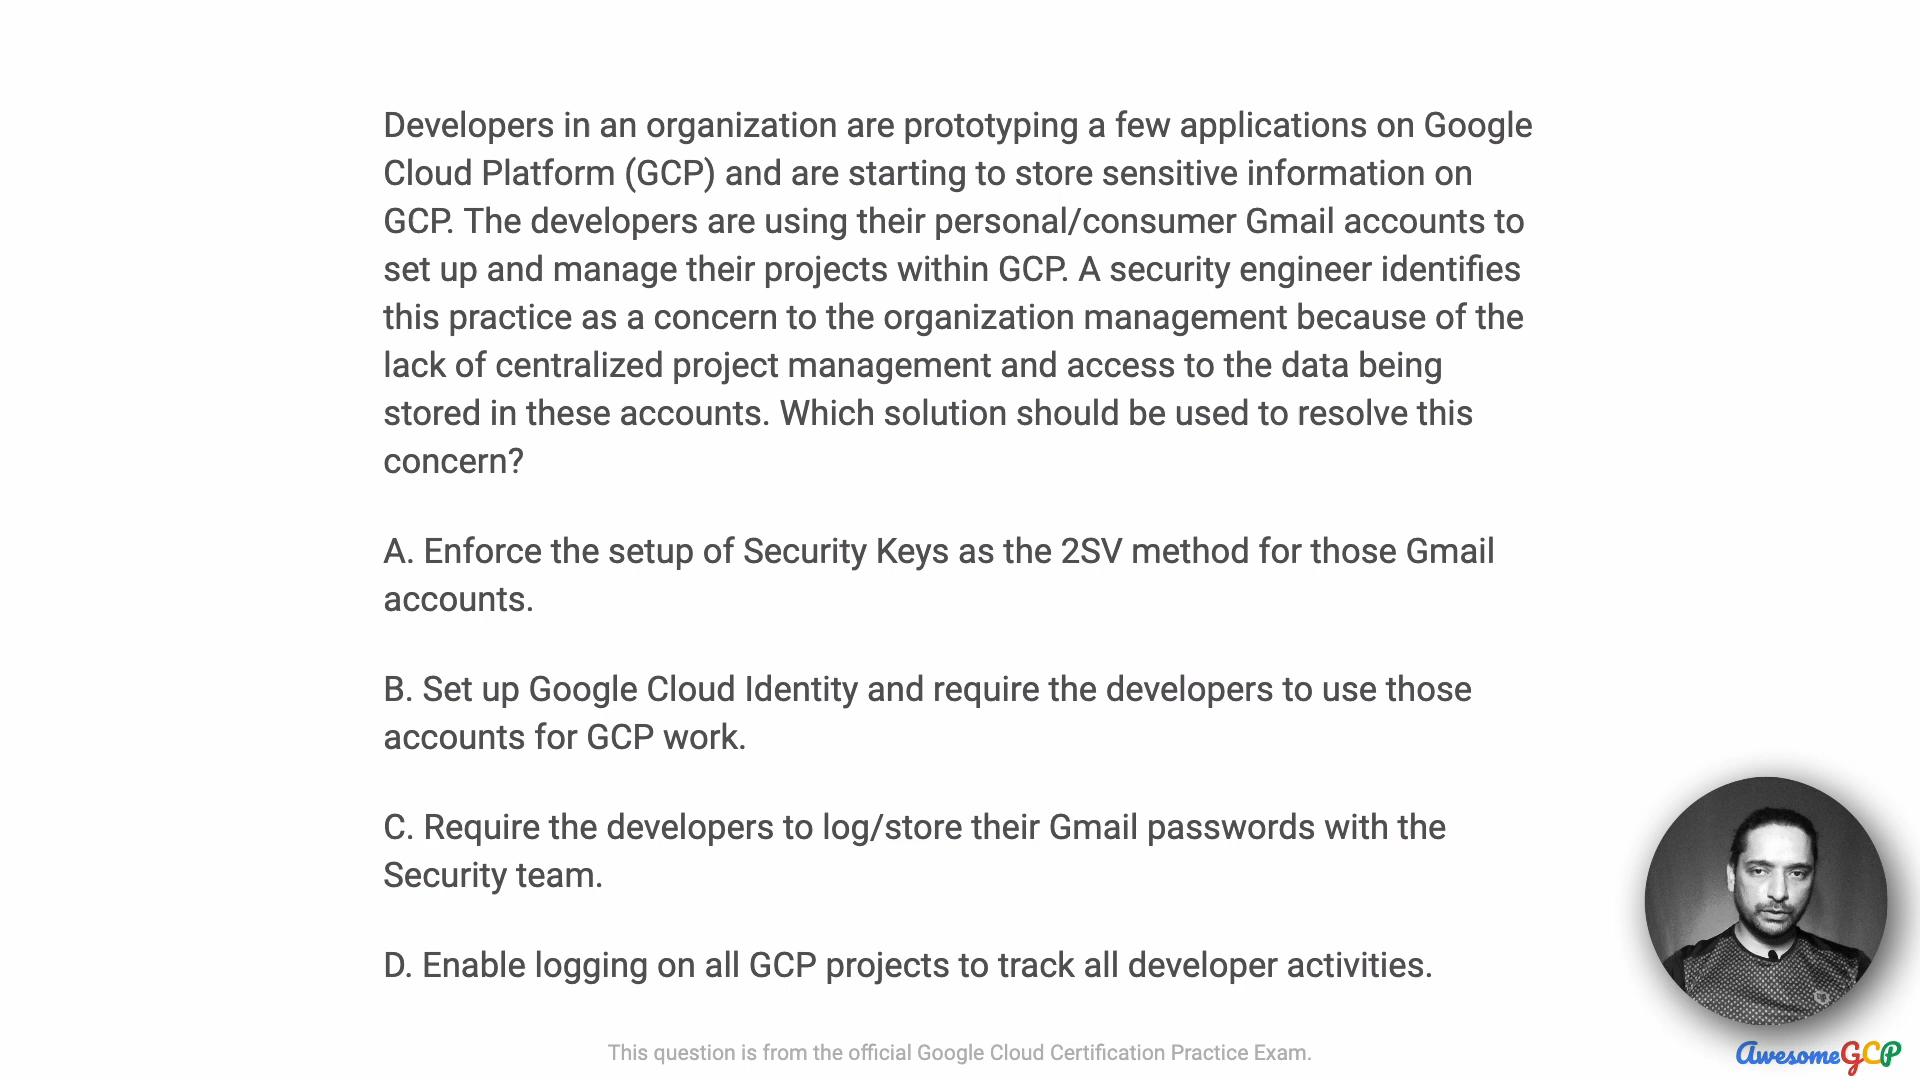 Developers in an organization are prototyping a few applications on Google
Cloud Platform (GCP) and are starting to store sensitive information on
GCP. The developers are using their personal/consumer Gmail accounts to
set up and manage their projects within GCP. A security engineer identifies
this practice as a concern to the organization management because of the
lack of centralized project management and access to the data being
stored in these accounts. Which solution should be used to resolve this
concern?
A. Enforce the setup of Security Keys as the 2SV method for those Gmail
accounts.
B. Set up Google Cloud Identity and require the developers to use those
accounts for GCP work.
C. Require the developers to log/store their Gmail passwords with the
Security team.
D. Enable logging on all GCP projects to track all developer activities.
This question is from the official Google Cloud Certification Practice Exam.
AwesomeGCP